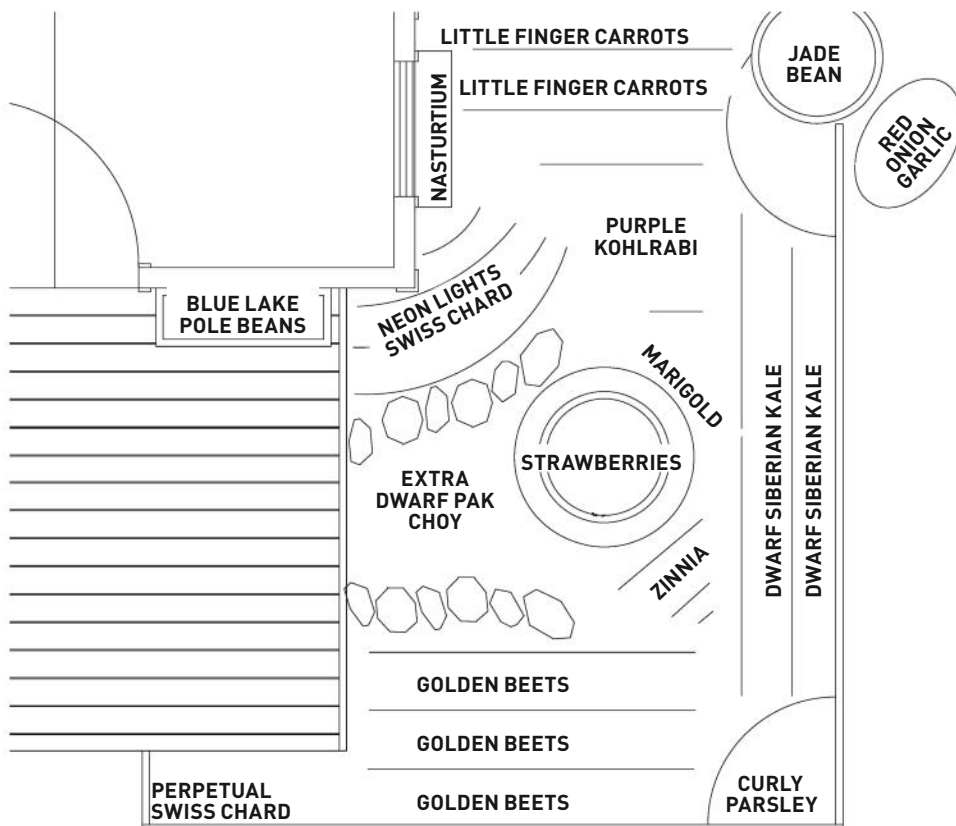 LITTLE FINGER CARROTS
JADE
BEAN
LITTLE FINGER CARROTS
NASTURTIUM
RED
ONION
GARLIC
PURPLE
KOHLRABI
BLUE LAKE
POLE BEANS
NEON LIGHTS
SWISS CHARD
MARIGOLD
STRAWBERRIES
EXTRA
DWARF PAK
CHOY
DWARF SIBERIAN KALE
DWARF SIBERIAN KALE
ZINNIA
GOLDEN BEETS
GOLDEN BEETS
GOLDEN BEETS
PERPETUAL
SWISS CHARD
CURLY
PARSLEY